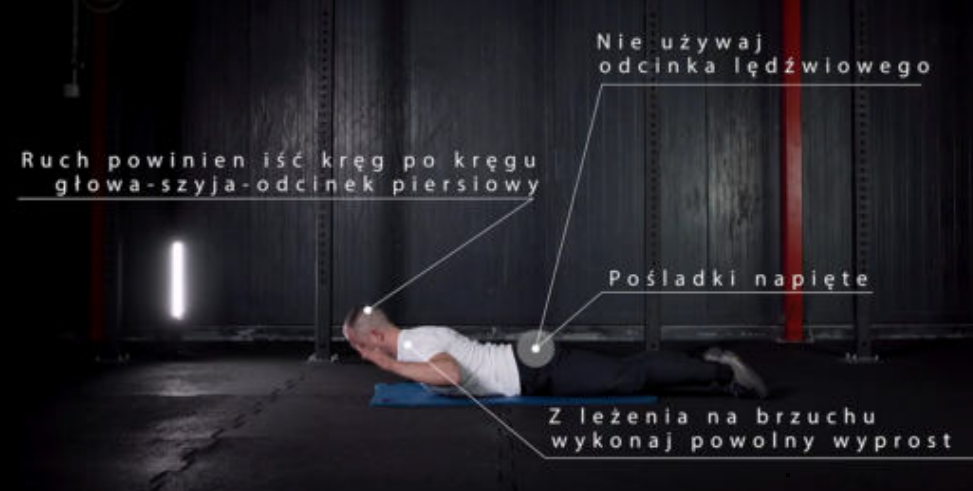 Nie używaj
odcinka lędźwiowego
Ruch powinien iść kręg po kręgu
głowa-szyja-odcinek piersiowy
Pośladki napięte
Z leżenia na brzuchu
wykonaj powolny wyprost